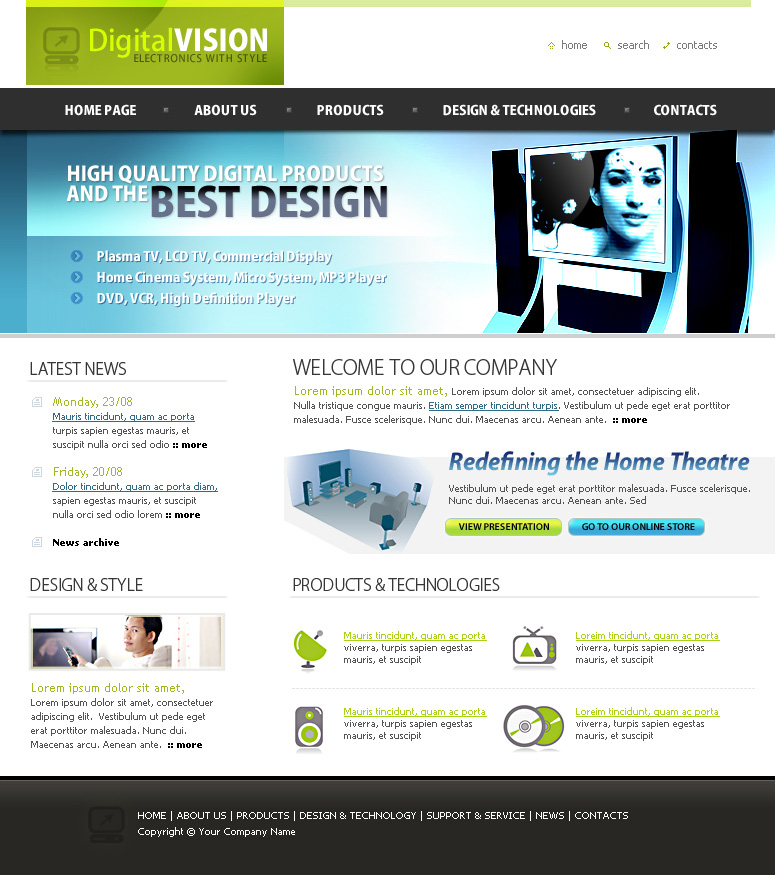 DigitalVISION
ELECTRONICS WITH STYLE
home search contacts
HOME PAGE ABOUT US PRODUCTS DESIGN & TECHNOLOGIES CONTACTS
HIGH QUALITY DIGITAL PRODUCTS
AND THE BEST DESIGN
Plasma TV, LCD TV, Commercial Display
Home Cinema System, Micro System, MP3 Player
DVD, VCR, High Definition Player
LATEST NEWS
Monday, 23/08
Mauris tincidunt, quam ac porta
turpis sapien egestas mauris, et
suscipit nulla orci sed odio :: more
Friday, 20/08
Dolor tincidunt, quam ac porta diam,
sapien egestas mauris, et suscipit
nulla orci sed odio lorem :: more
News archive
WELCOME TO OUR COMPANY
Lorem ipsum dolor sit amet, Lorem ipsum dolor sit amet, consectetuer adipiscing elit.
Nulla tristique congue mauris. Etiam semper tincidunt turpis. Vestibulum ut pede eget erat porttitor
malesuada. Fusce scelerisque. Nunc dui. Maecenas arcu. Aenean ante. :: more
Redefining the Home Theatre
Vestibulum ut pede eget erat porttitor malesuada. Fusce scelerisque.
Nunc dui. Maecenas arcu. Aenean ante. Sed
VIEW PRESENTATION GO TO OUR ONLINE STORE
DESIGN & STYLE
Lorem ipsum dolor sit amet,
Lorem ipsum dolor sit amet, consectetuer
adipiscing elit. Vestibulum ut pede eget
erat porttitor malesuada. Nunc dui.
Maecenas arcu. Aenean ante. :: more
PRODUCTS & TECHNOLOGIES
Mauris tincidunt, quam ac porta
viverra, turpis sapien egestas
mauris, et suscipit
Loreim tincidunt, quam ac porta
viverra, turpis sapien egestas
mauris, et suscipit
Mauris tincidunt, quam ac porta
viverra, turpis sapien egestas
mauris, et suscipit
Loreim tincidunt, quam ac porta
viverra, turpis sapien egestas
mauris, et suscipit
HOME | ABOUT US | PRODUCTS | DESIGN & TECHNOLOGY | SUPPORT & SERVICE | NEWS | CONTACTS
Copyright © Your Company Name